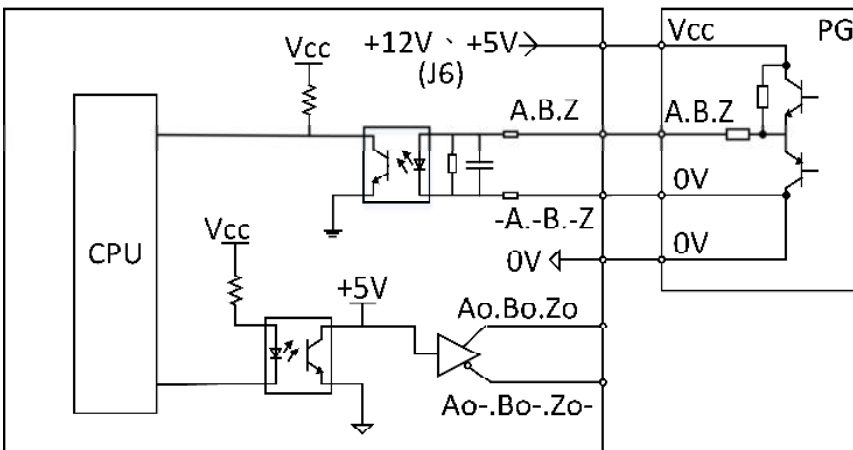 Vcc
+12V、+5V
(J6)
Vcc
PG
A.B.Z
A.B.Z
0V
-A.-B.-Z
CPU
Vcc
0V
0V
+5V
Ao.Bo.Zo
Ao-.Bo-.Zo-